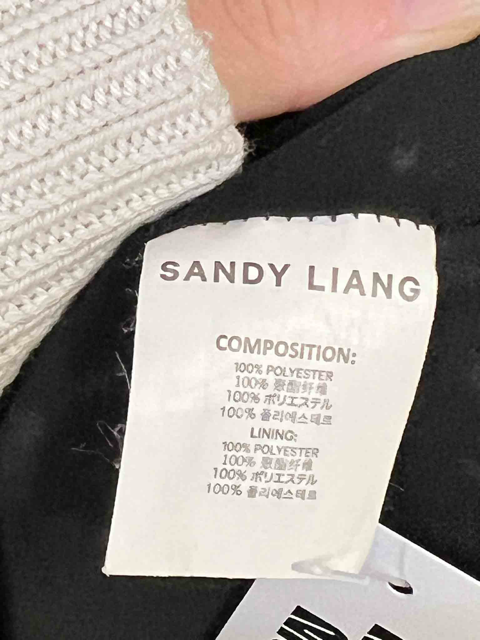 SANDY LIANG
COMPOSITION:
100% POLYESTER
100% 聚酯纤维
100% ポリエステル
100% 폴리에스테르
LINING:
100% POLYESTER
100% 聚酯纤维
100% ポリエステル
100% 폴리에스테르